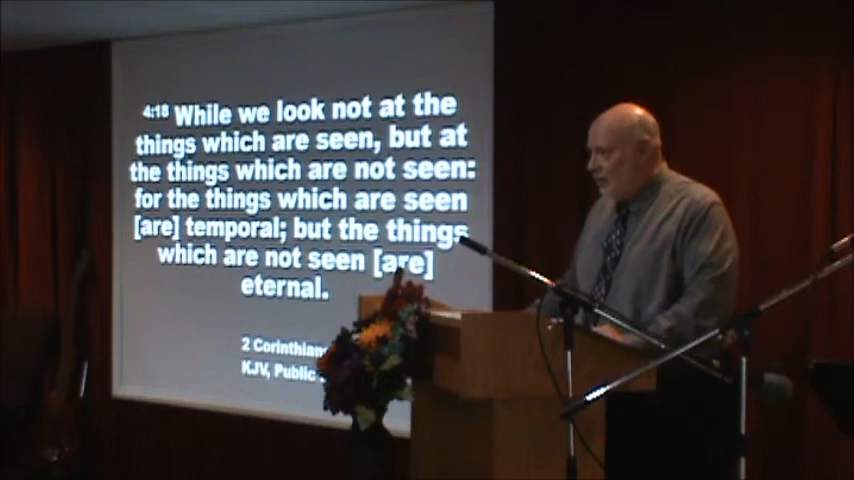 4:18 While we look not at the
things which are seen, but at
the things which are not seen:
for the things which are seen
[are] temporal; but the things
which are not seen [are]
eternal.
2 Corinthian
KJV, Public